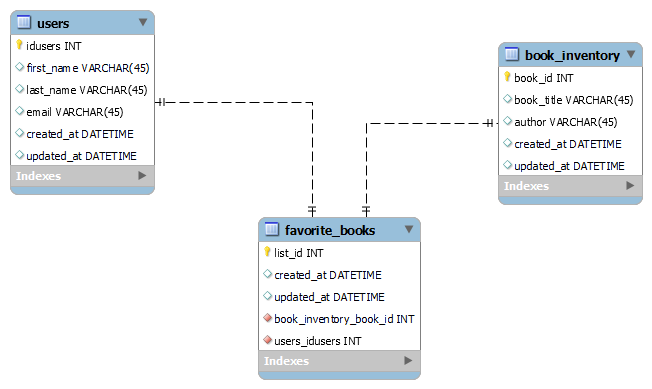 users
idusers INT
first_name VARCHAR(45)
last_name VARCHAR(45)
email VARCHAR(45)
created_at DATETIME
updated_at DATETIME
Indexes
book_inventory
book_id INT
book_title VARCHAR(45)
author VARCHAR(45)
created_at DATETIME
updated_at DATETIME
Indexes
favorite_books
list_id INT
created_at DATETIME
updated_at DATETIME
book_inventory_book_id INT
users_idusers INT
Indexes